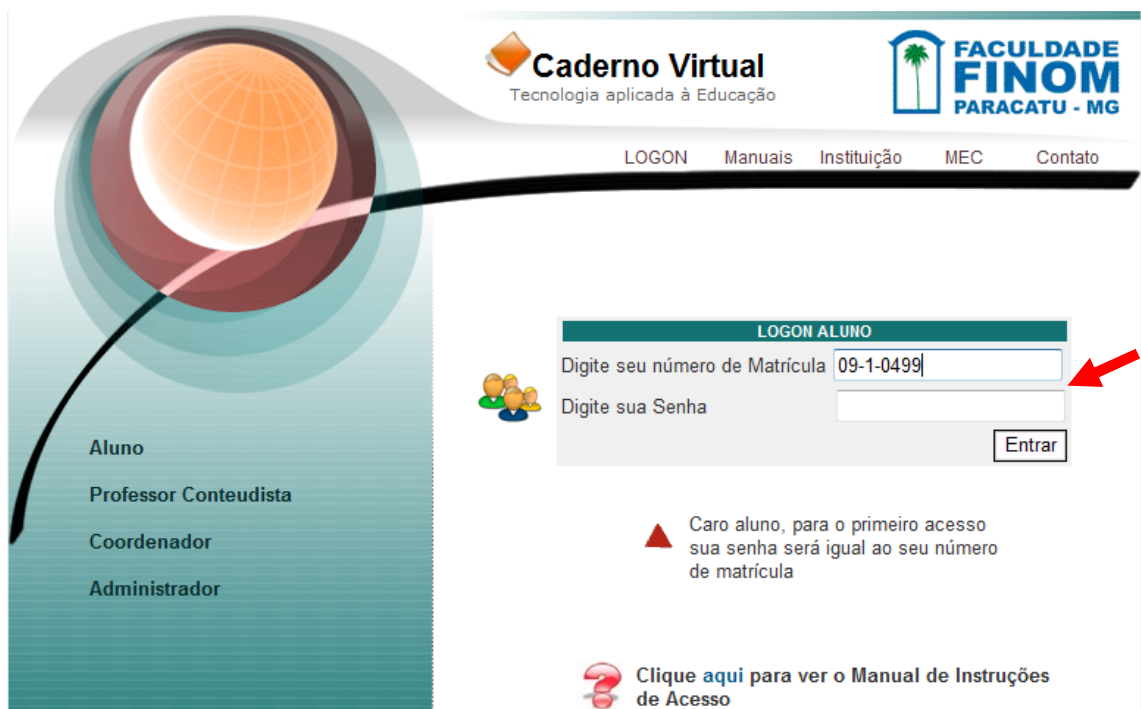 Caderno Virtual
Tecnologia aplicada à Educação
FACULDADE
FINOM
PARACATU - MG
LOGON Manuais Instituição MEC Contato
LOGON ALUNO
Digite seu número de Matrícula 09-1-0499
Digite sua Senha
Entrar
Aluno
Professor Conteudista
Coordenador
Administrador
Caro aluno, para o primeiro acesso
sua senha será igual ao seu número
de matrícula
Clique aqui para ver o Manual de Instruções
de Acesso